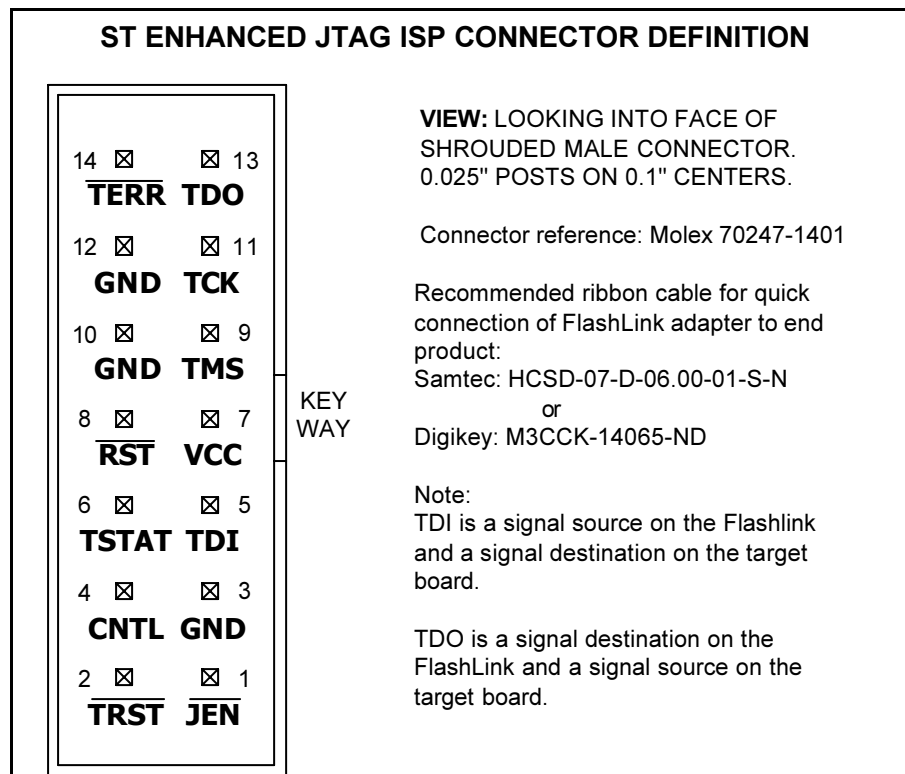 ST ENHANCED JTAG ISP CONNECTOR DEFINITION
14 13
TERR TDO
12 11
GND TCK
10 9
GND TMS
8 7
RST VCC
6 5
TSTAT TDI
4 3
CNTL GND
2 1
TRST JEN
KEY
WAY
VIEW: LOOKING INTO FACE OF
SHROUDED MALE CONNECTOR.
0.025" POSTS ON 0.1" CENTERS.
Connector reference: Molex 70247-1401
Recommended ribbon cable for quick
connection of FlashLink adapter to end
product:
Samtec: HCSD-07-D-06.00-01-S-N
or
Digikey: M3CCK-14065-ND
Note:
TDI is a signal source on the Flashlink
and a signal destination on the target
board.
TDO is a signal destination on the
FlashLink and a signal source on the
target board.